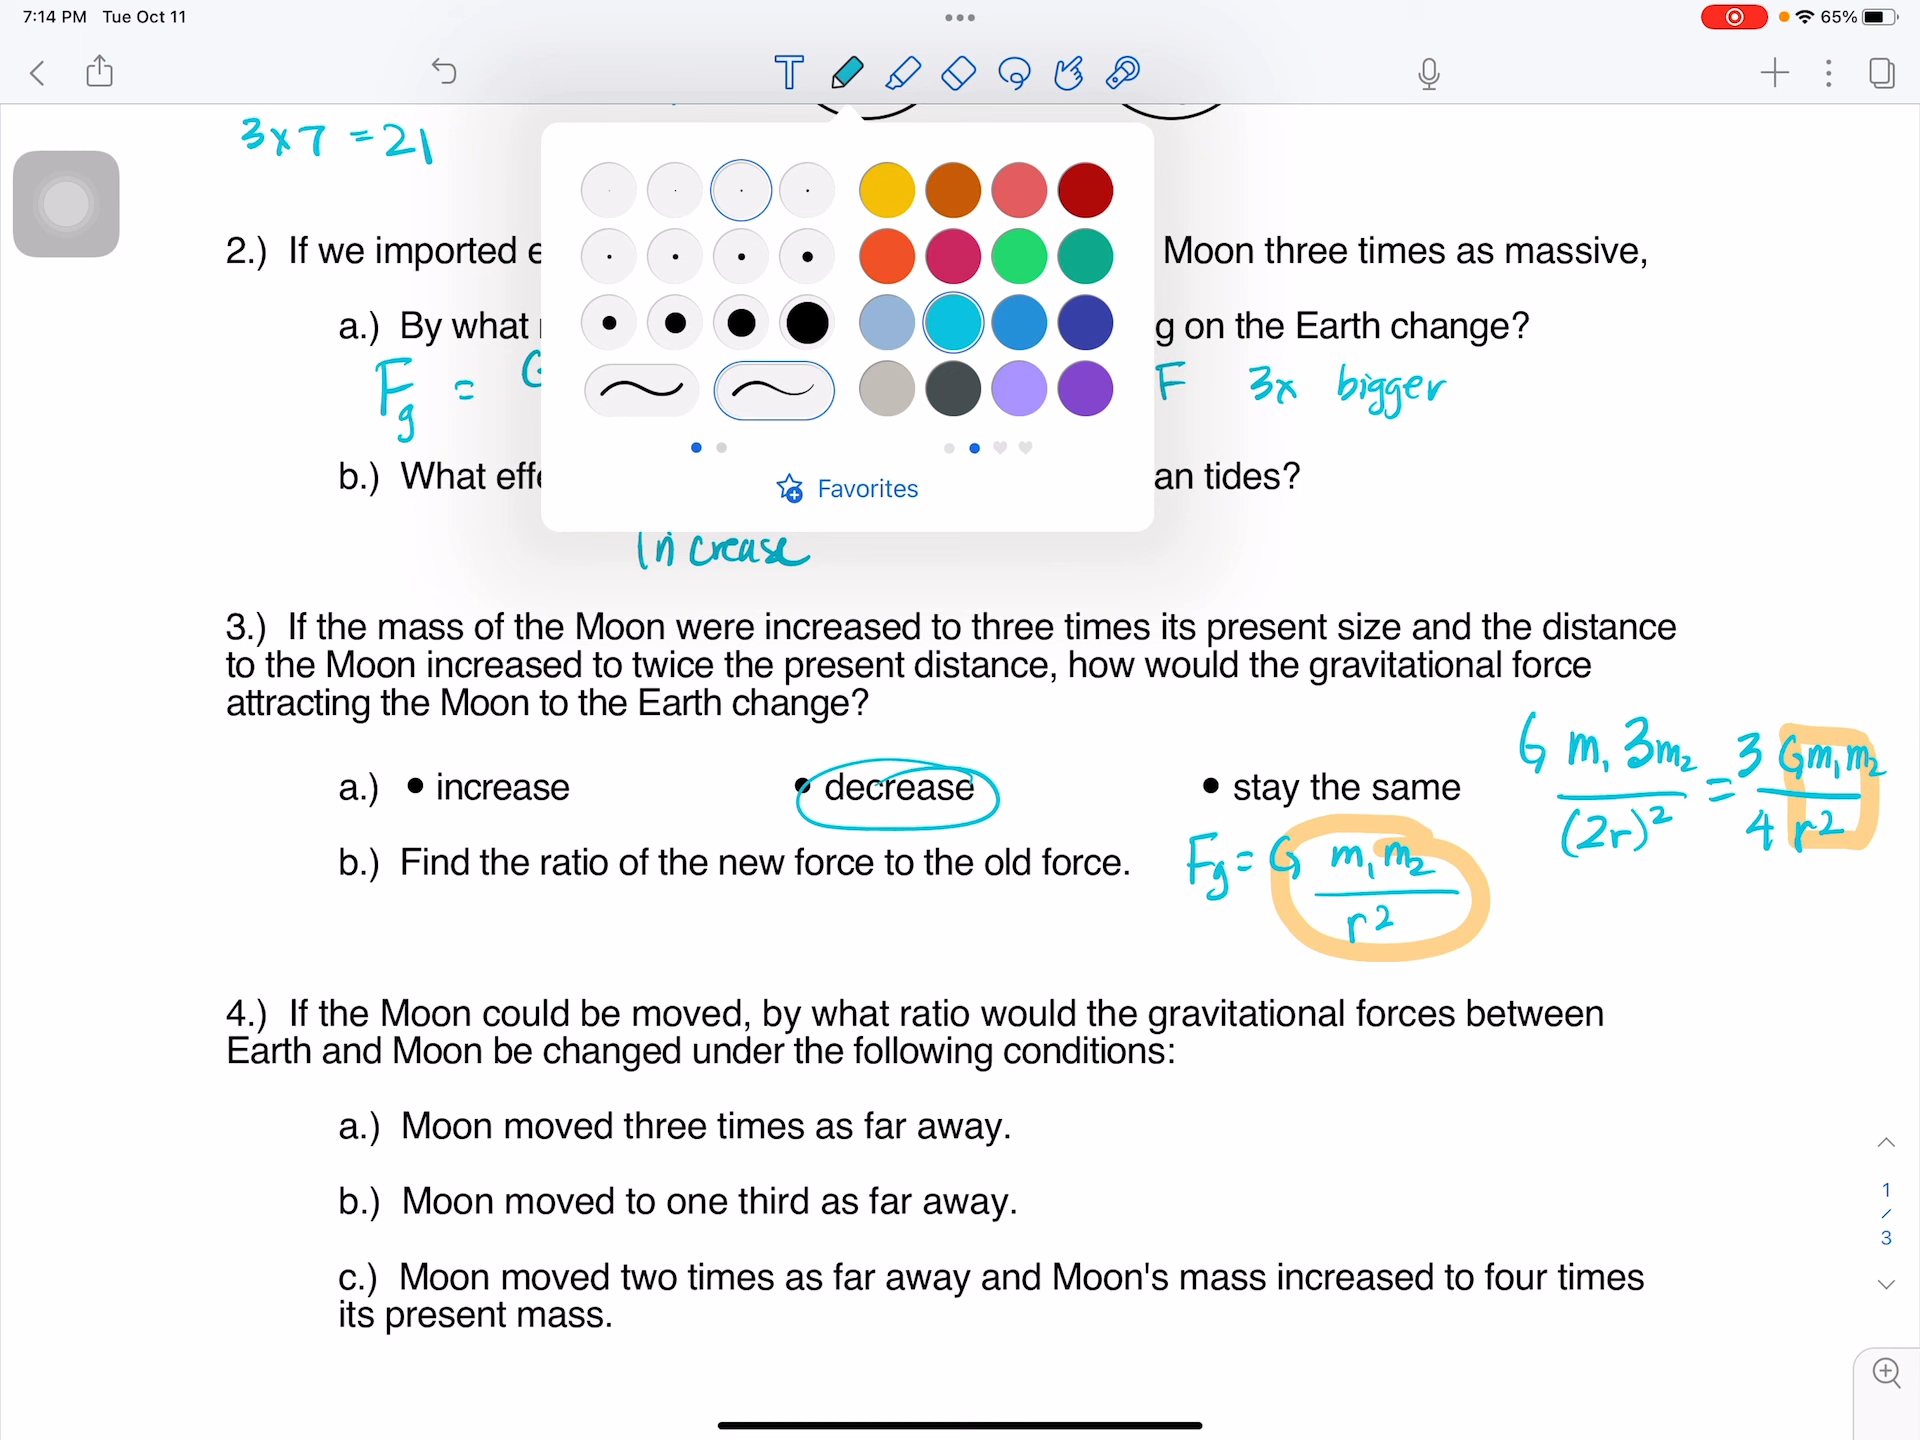 7:14 PM Tue Oct 11
65%
T
3x7 = 21
2.) If we imported e Moon three times as massive,
a.) By what g on the Earth change?
Fg = G F 3x bigger
b.) What effe an tides?
Favorites
Increase
3.) If the mass of the Moon were increased to three times its present size and the distance
to the Moon increased to twice the present distance, how would the gravitational force
attracting the Moon to the Earth change?
a.) • increase • decrease • stay the same
G m₁ 3m₂ / (2r)² = 3 Gm₁m₂ / 4 r²
b.) Find the ratio of the new force to the old force.
Fg = G m₁m₂ / r²
4.) If the Moon could be moved, by what ratio would the gravitational forces between
Earth and Moon be changed under the following conditions:
a.) Moon moved three times as far away.
b.) Moon moved to one third as far away.
c.) Moon moved two times as far away and Moon's mass increased to four times
its present mass.
1
/
3